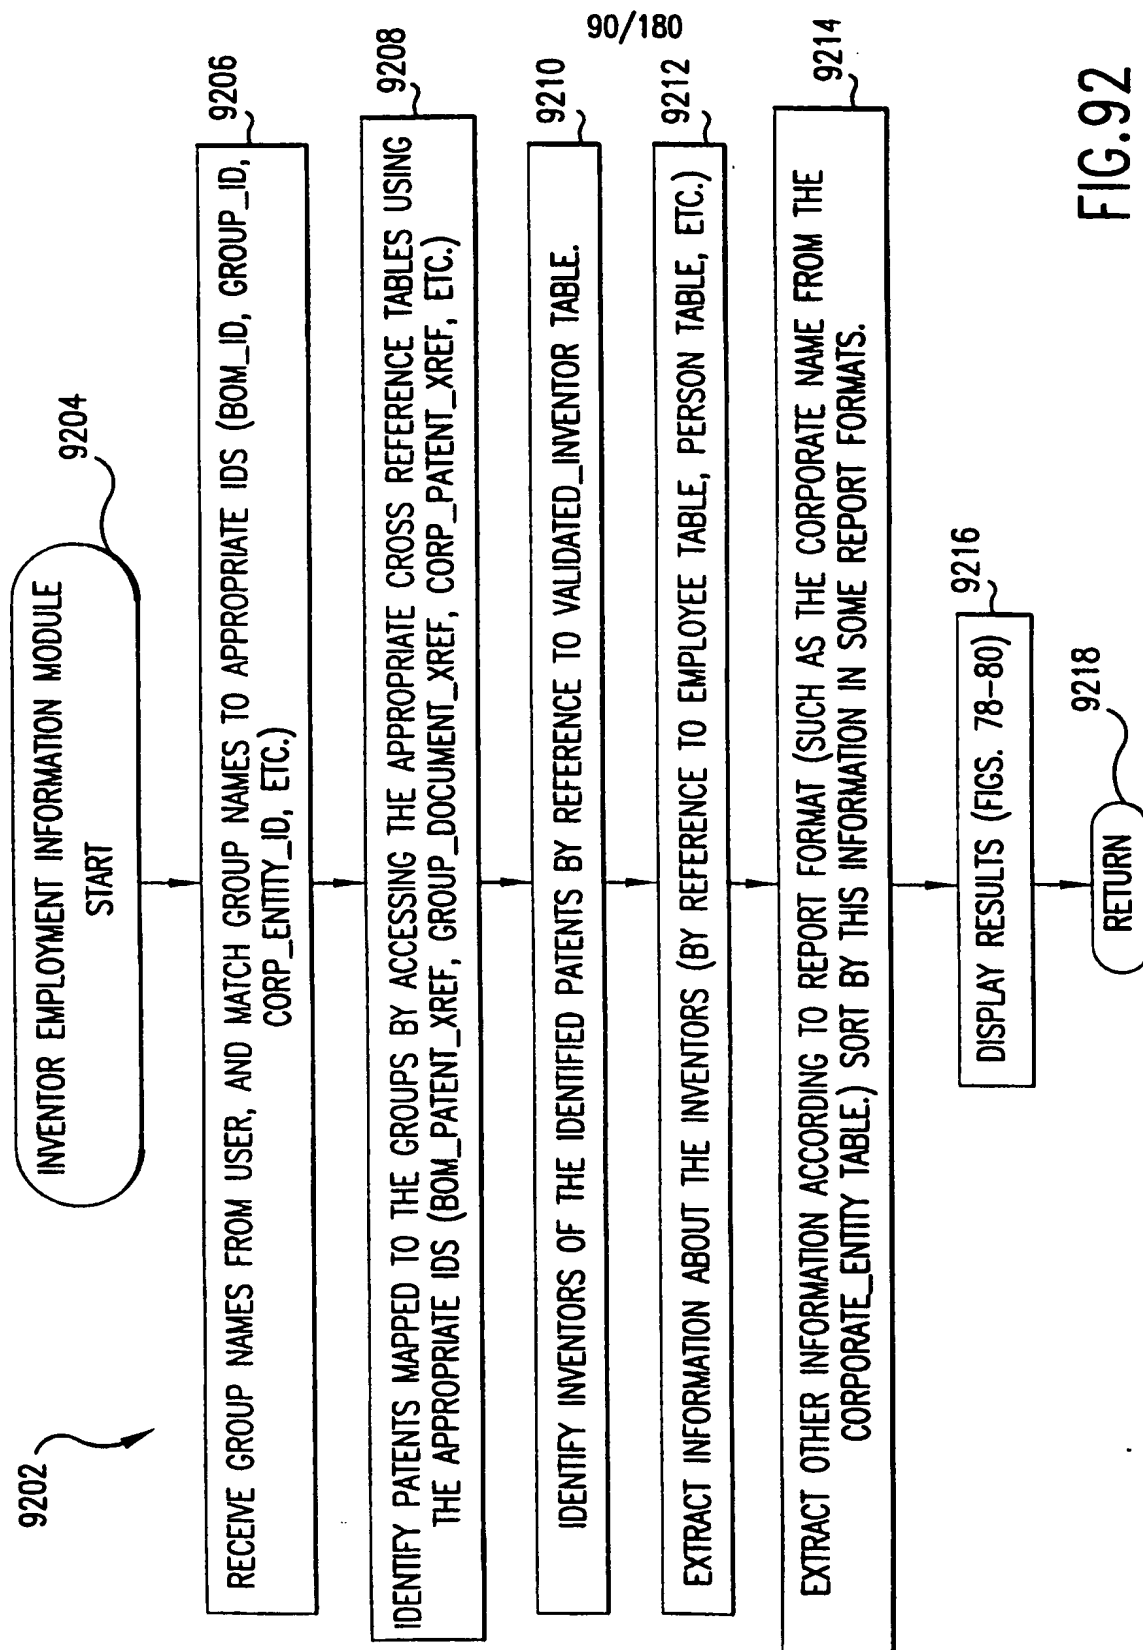 90/180
9202
INVENTOR EMPLOYMENT INFORMATION MODULE
START
9204
RECEIVE GROUP NAMES FROM USER, AND MATCH GROUP NAMES TO APPROPRIATE IDS (BOM_ID, GROUP_ID,
CORP_ENTITY_ID, ETC.)
9206
IDENTIFY PATENTS MAPPED TO THE GROUPS BY ACCESSING THE APPROPRIATE CROSS REFERENCE TABLES USING
THE APPROPRIATE IDS (BOM_PATENT_XREF, GROUP_DOCUMENT_XREF, CORP_PATENT_XREF, ETC.)
9208
IDENTIFY INVENTORS OF THE IDENTIFIED PATENTS BY REFERENCE TO VALIDATED_INVENTOR TABLE.
9210
EXTRACT INFORMATION ABOUT THE INVENTORS (BY REFERENCE TO EMPLOYEE TABLE, PERSON TABLE, ETC.)
9212
EXTRACT OTHER INFORMATION ACCORDING TO REPORT FORMAT (SUCH AS THE CORPORATE NAME FROM THE
CORPORATE_ENTITY TABLE.) SORT BY THIS INFORMATION IN SOME REPORT FORMATS.
9214
DISPLAY RESULTS (FIGS. 78-80)
9216
RETURN
9218
FIG.92